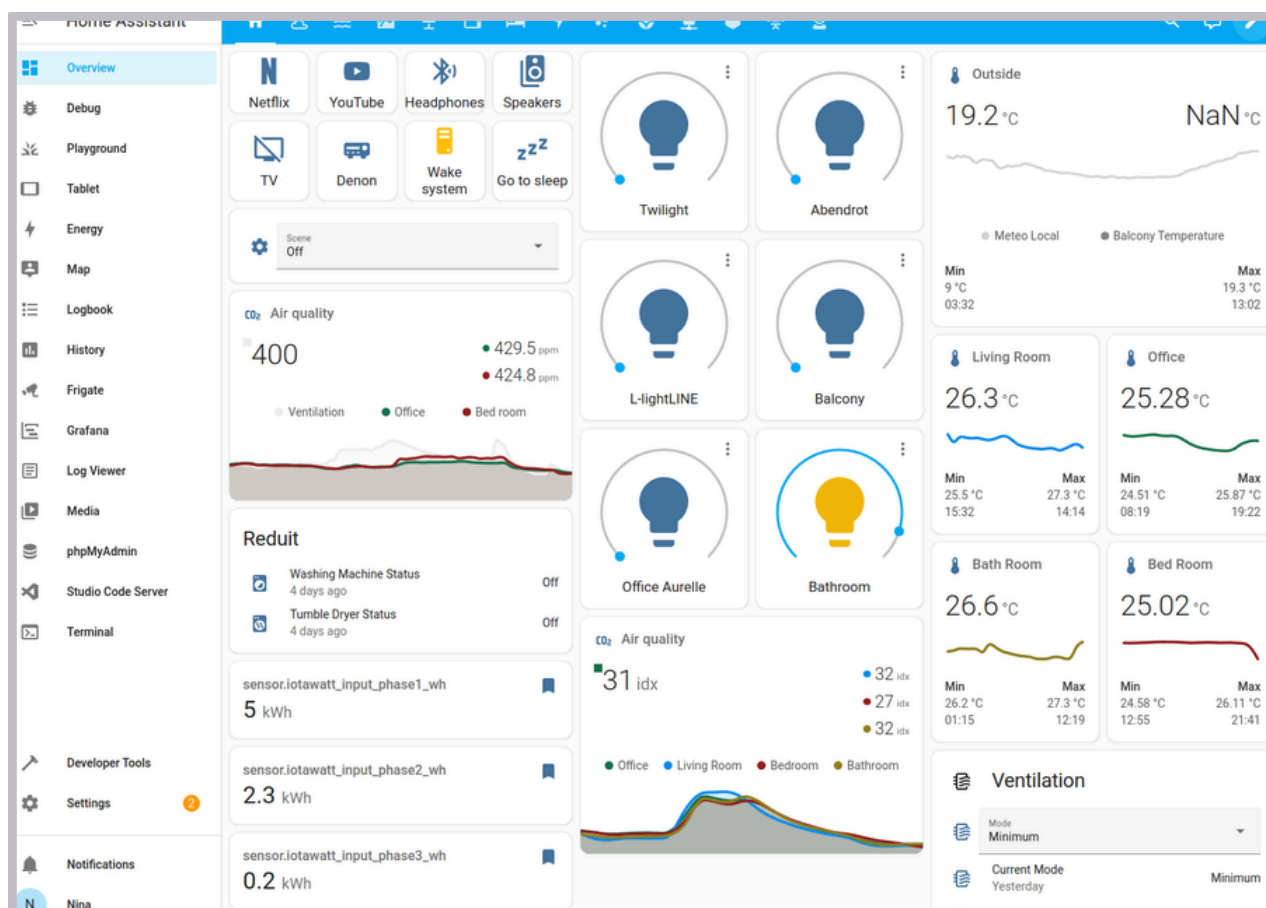 Home Assistant
Overview
Debug
Playground
Tablet
Energy
Map
Logbook
History
Frigate
Grafana
Log Viewer
Media
phpMyAdmin
Studio Code Server
Terminal
Developer Tools
Settings 2
Notifications
N Nina
N
Netflix YouTube Headphones Speakers
zzZ
TV Denon Wake system Go to sleep
Scene
Off
CO₂ Air quality
400
429.5 ppm
424.8 ppm
Ventilation Office Bed room
Reduit
Washing Machine Status Off
4 days ago
Tumble Dryer Status Off
4 days ago
sensor.iotawatt_input_phase1_wh
5 kWh
sensor.iotawatt_input_phase2_wh
2.3 kWh
sensor.iotawatt_input_phase3_wh
0.2 kWh
Twilight Abendrot
L-lightLINE Balcony
Office Aurelle Bathroom
CO₂ Air quality
31 idx
32 idx
27 idx
32 idx
Office Living Room Bedroom Bathroom
Outside
19.2 °C NaN °C
Meteo Local Balcony Temperature
Min Max
9 °C 19.3 °C
03:32 13:02
Living Room
26.3 °C
Min Max
25.5 °C 27.3 °C
15:32 14:14
Office
25.28 °C
Min Max
24.51 °C 25.87 °C
08:19 19:22
Bath Room
26.6 °C
Min Max
26.2 °C 27.3 °C
01:15 12:19
Bed Room
25.02 °C
Min Max
24.58 °C 26.11 °C
12:55 21:41
Ventilation
Mode
Minimum
Current Mode Minimum
Yesterday